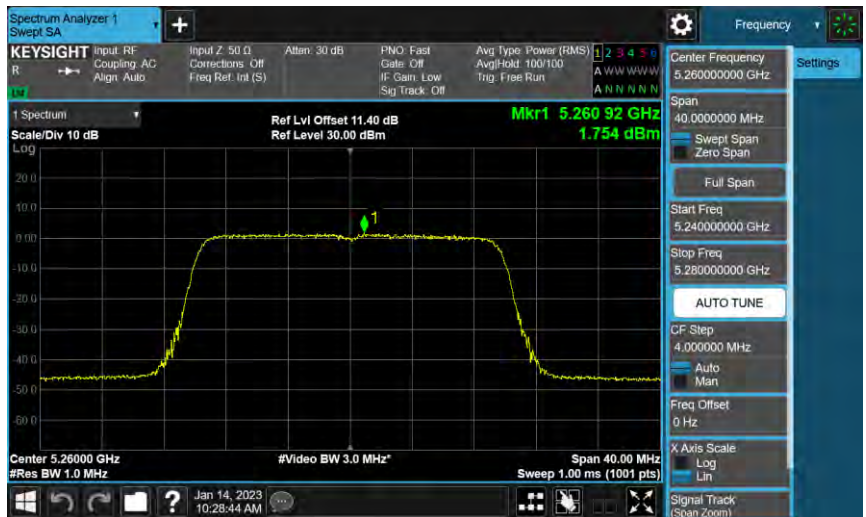 Spectrum Analyzer 1
Swept SA
+
Frequency
KEYSIGHT
R
Input: RF
Coupling: AC
Align: Auto
Input Z: 50 Ω
Corrections: Off
Freq Ref: Int (S)
Atten: 30 dB
PNO: Fast
Gate: Off
IF Gain: Low
Sig Track: Off
Avg Type: Power (RMS)
Avg|Hold: 100/100
Trig: Free Run
1 2 3 4 5 6
A W W W W W
A N N N N N
1 Spectrum
Scale/Div 10 dB
Log
Ref Lvl Offset 11.40 dB
Ref Level 30.00 dBm
Mkr1 5.260 92 GHz
1.754 dBm
20.0
10.0
0.00
-10.0
-20.0
-30.0
-40.0
-50.0
-60.0
1
Center 5.26000 GHz
#Res BW 1.0 MHz
#Video BW 3.0 MHz*
Span 40.00 MHz
Sweep 1.00 ms (1001 pts)
Jan 14, 2023
10:28:44 AM
?
Center Frequency
5.260000000 GHz
Span
40.0000000 MHz
Swept Span
Zero Span
Full Span
Start Freq
5.240000000 GHz
Stop Freq
5.280000000 GHz
AUTO TUNE
CF Step
4.000000 MHz
Auto
Man
Freq Offset
0 Hz
X Axis Scale
Log
Lin
Signal Track
(Span Zoom)
Settings